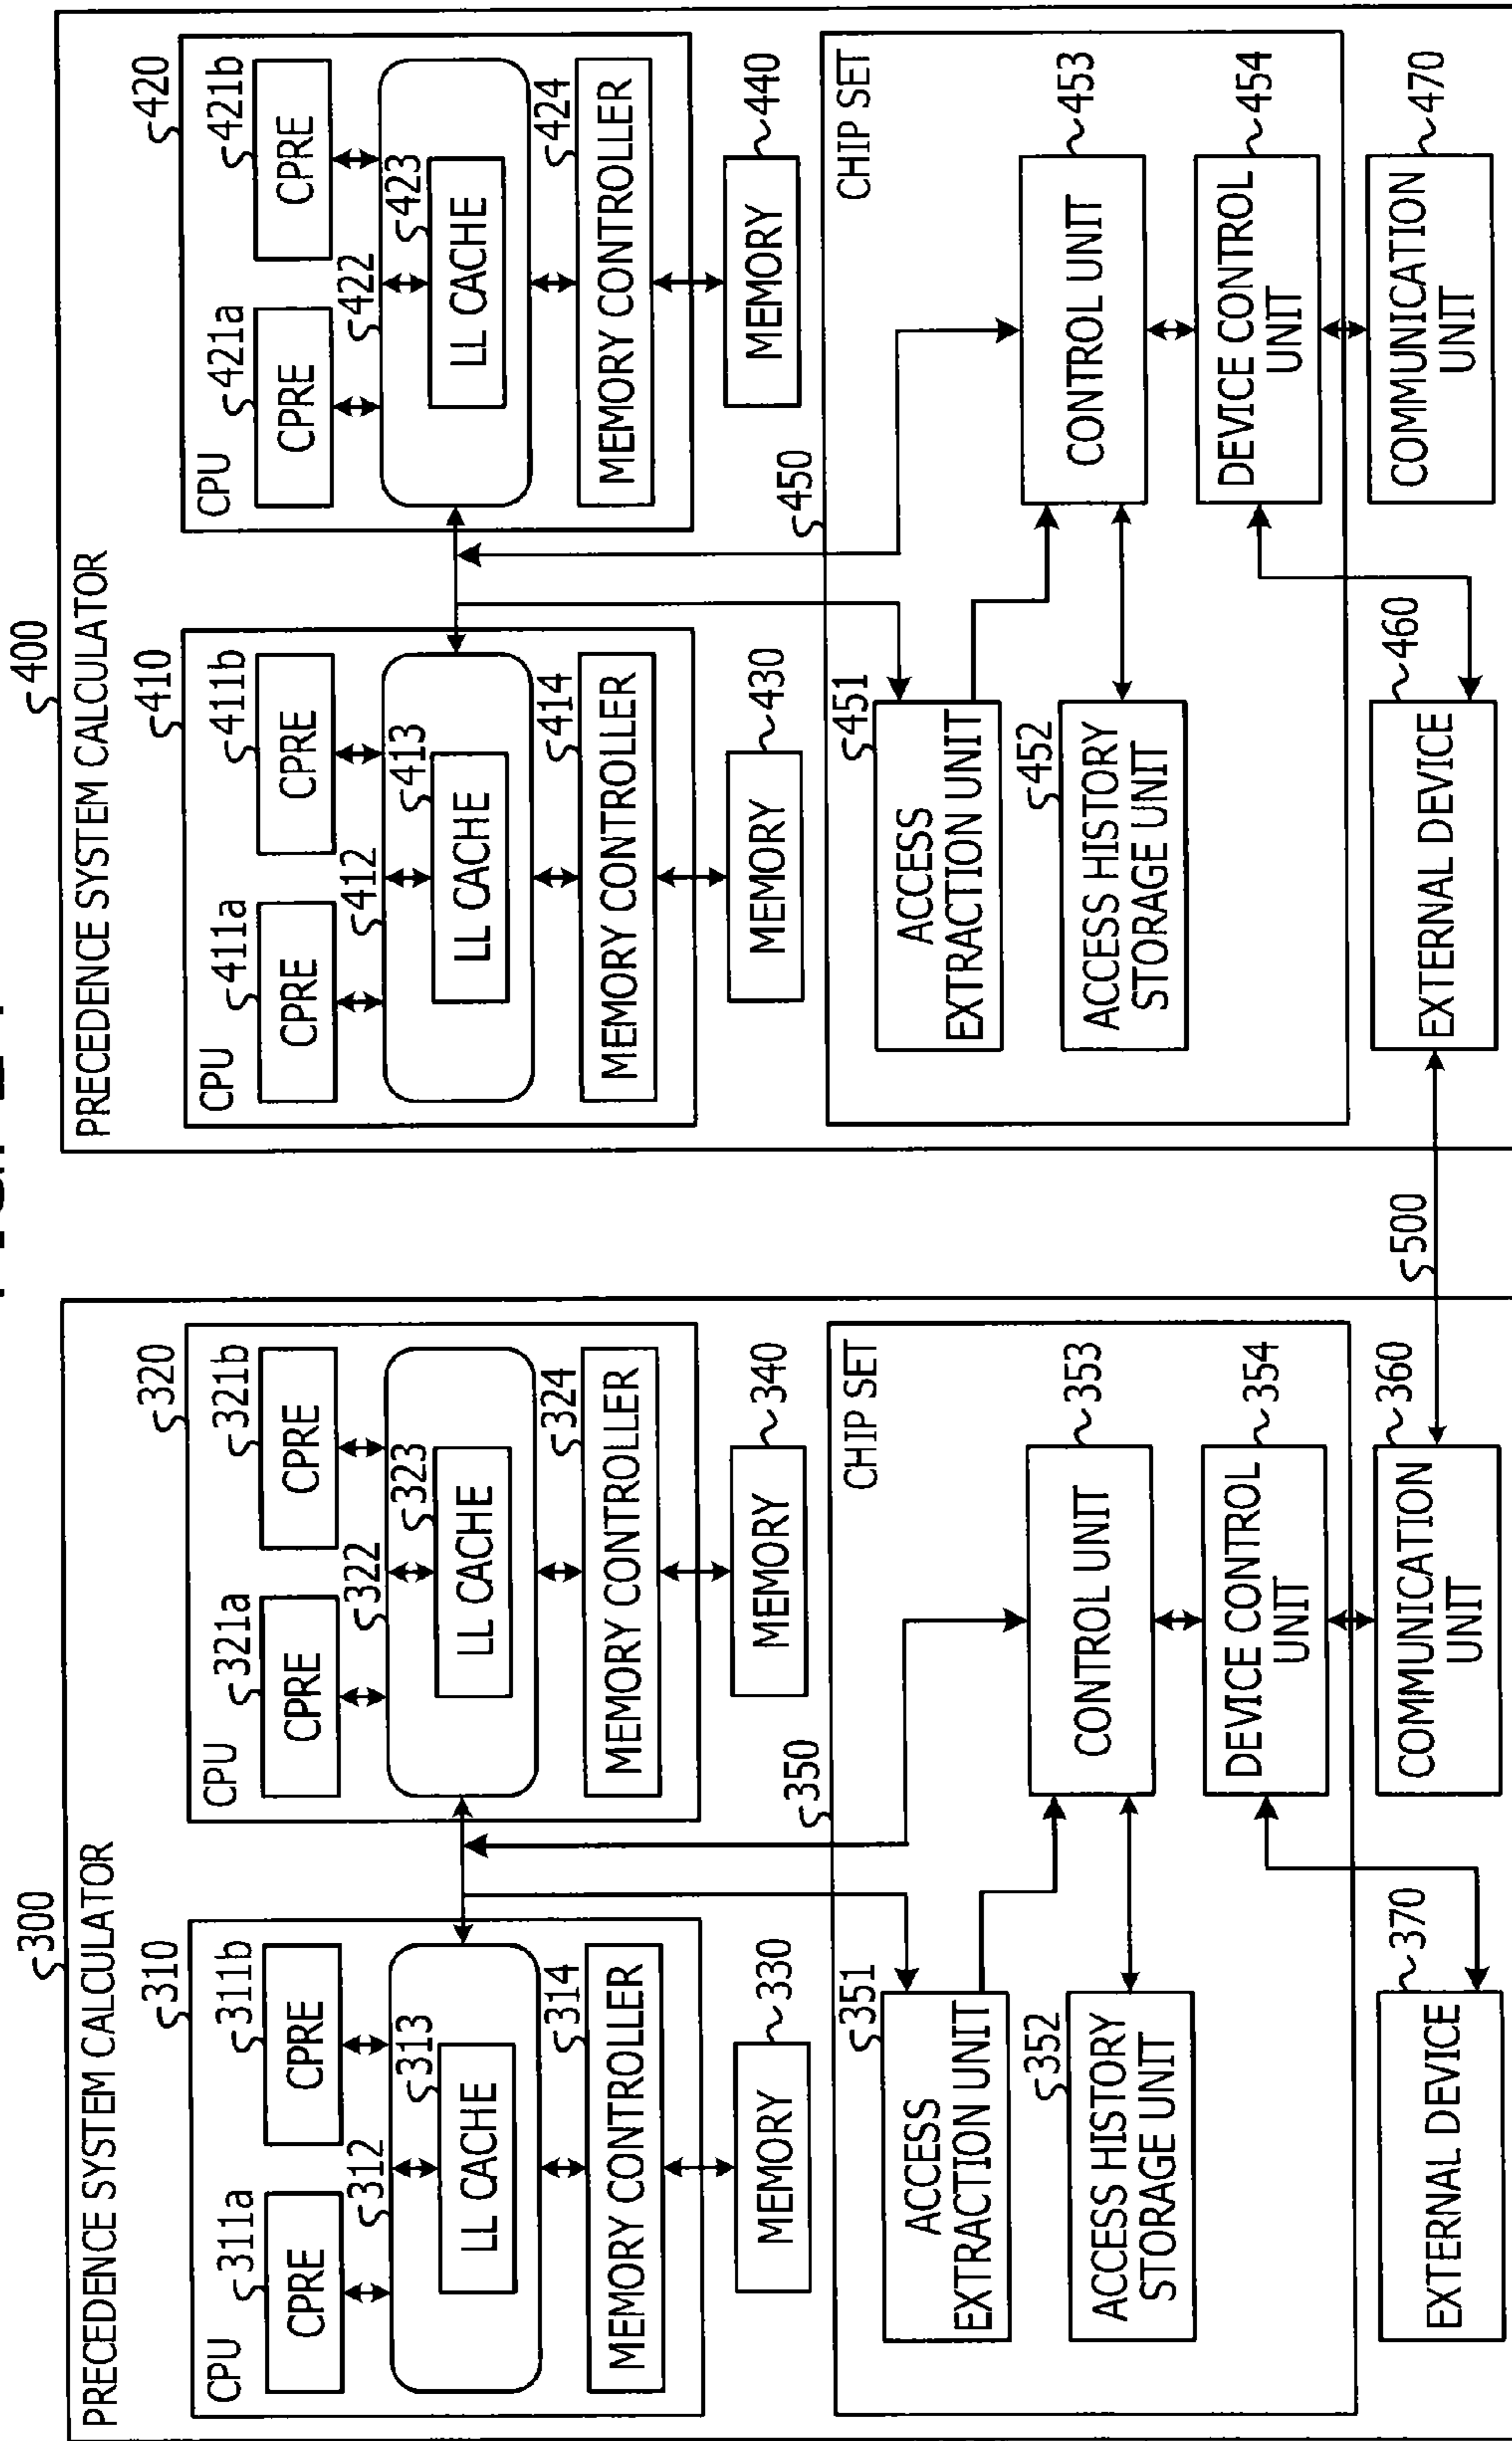 300
PRECEDENCE SYSTEM CALCULATOR
310
CPU
311a
CPRE
311b
CPRE
312
313
LL CACHE
314
MEMORY CONTROLLER
330
MEMORY
320
CPU
321a
CPRE
321b
CPRE
322
323
LL CACHE
324
MEMORY CONTROLLER
340
MEMORY
350
CHIP SET
351
ACCESS
EXTRACTION UNIT
352
ACCESS HISTORY
STORAGE UNIT
353
CONTROL UNIT
354
DEVICE CONTROL
UNIT
370
EXTERNAL DEVICE
360
COMMUNICATION
UNIT
500
400
PRECEDENCE SYSTEM CALCULATOR
410
CPU
411a
CPRE
411b
CPRE
412
413
LL CACHE
414
MEMORY CONTROLLER
430
MEMORY
420
CPU
421a
CPRE
421b
CPRE
422
423
LL CACHE
424
MEMORY CONTROLLER
440
MEMORY
450
CHIP SET
451
ACCESS
EXTRACTION UNIT
452
ACCESS HISTORY
STORAGE UNIT
453
CONTROL UNIT
454
DEVICE CONTROL
UNIT
460
EXTERNAL DEVICE
470
COMMUNICATION
UNIT